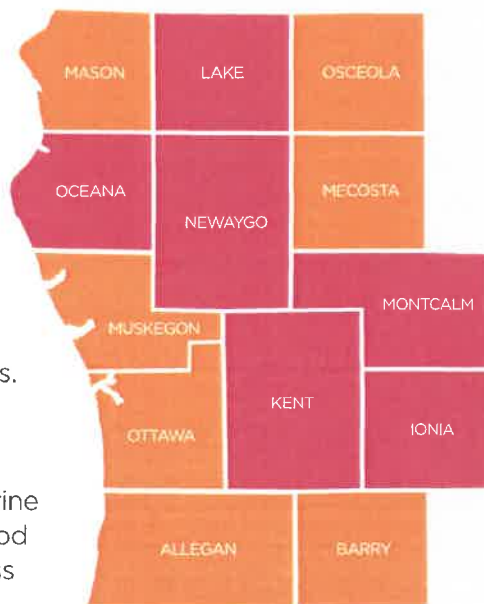 MASON
LAKE
OSCEOLA
OCEANA
NEWAYGO
MECOSTA
MONTCALM
MUSKEGON
s.
KENT
IONIA
OTTAWA
ALLEGAN
BARRY